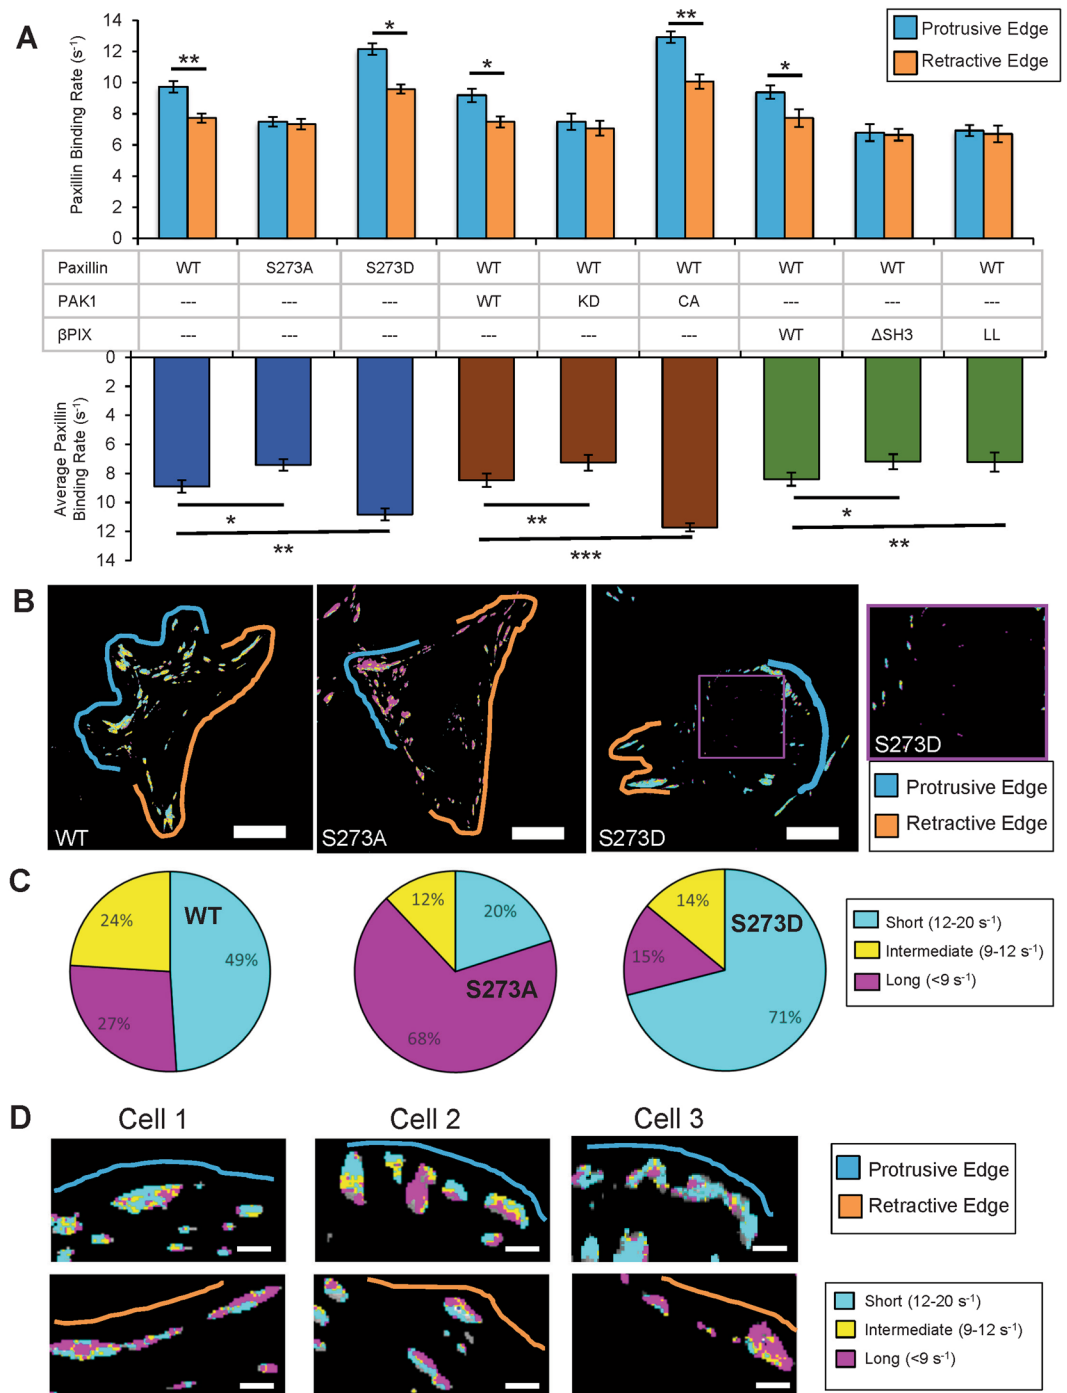 A
Paxillin Binding Rate (s⁻¹)
14
12
10
8
6
4
2
0
** * * ** *
Protrusive Edge
Retractive Edge
Paxillin WT S273A S273D WT WT WT WT WT WT
PAK1 --- --- --- WT KD CA --- --- ---
βPIX --- --- --- --- --- --- WT ΔSH3 LL
Average Paxillin
Binding Rate (s⁻¹)
0
2
4
6
8
10
12
14
* ** *
** *** **
B
WT
S273A
S273D
S273D
Protrusive Edge
Retractive Edge
C
WT
24%
49%
27%
12%
20%
S273A
68%
14%
S273D
15%
71%
Short (12-20 s⁻¹)
Intermediate (9-12 s⁻¹)
Long (<9 s⁻¹)
D
Cell 1
Cell 2
Cell 3
Protrusive Edge
Retractive Edge
Short (12-20 s⁻¹)
Intermediate (9-12 s⁻¹)
Long (<9 s⁻¹)